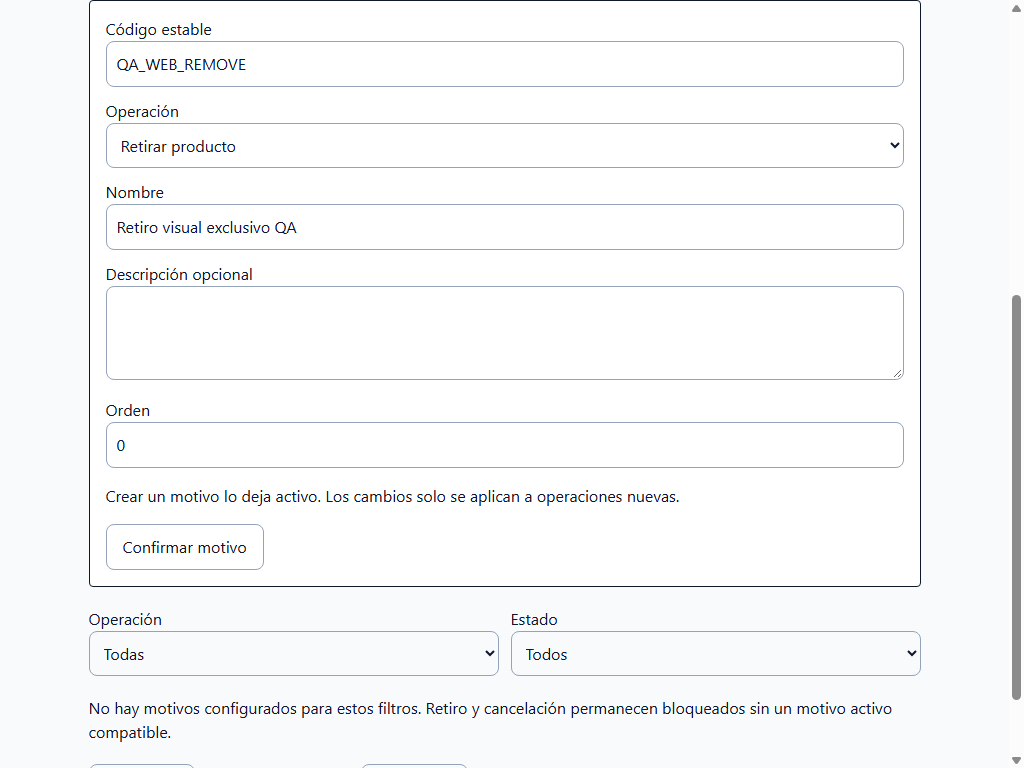 Código estable
QA_WEB_REMOVE
Operación
Retirar producto
Nombre
Retiro visual exclusivo QA
Descripción opcional
Orden
0
Crear un motivo lo deja activo. Los cambios solo se aplican a operaciones nuevas.
Confirmar motivo
Operación
Estado
Todas
Todos
No hay motivos configurados para estos filtros. Retiro y cancelación permanecen bloqueados sin un motivo activo
compatible.